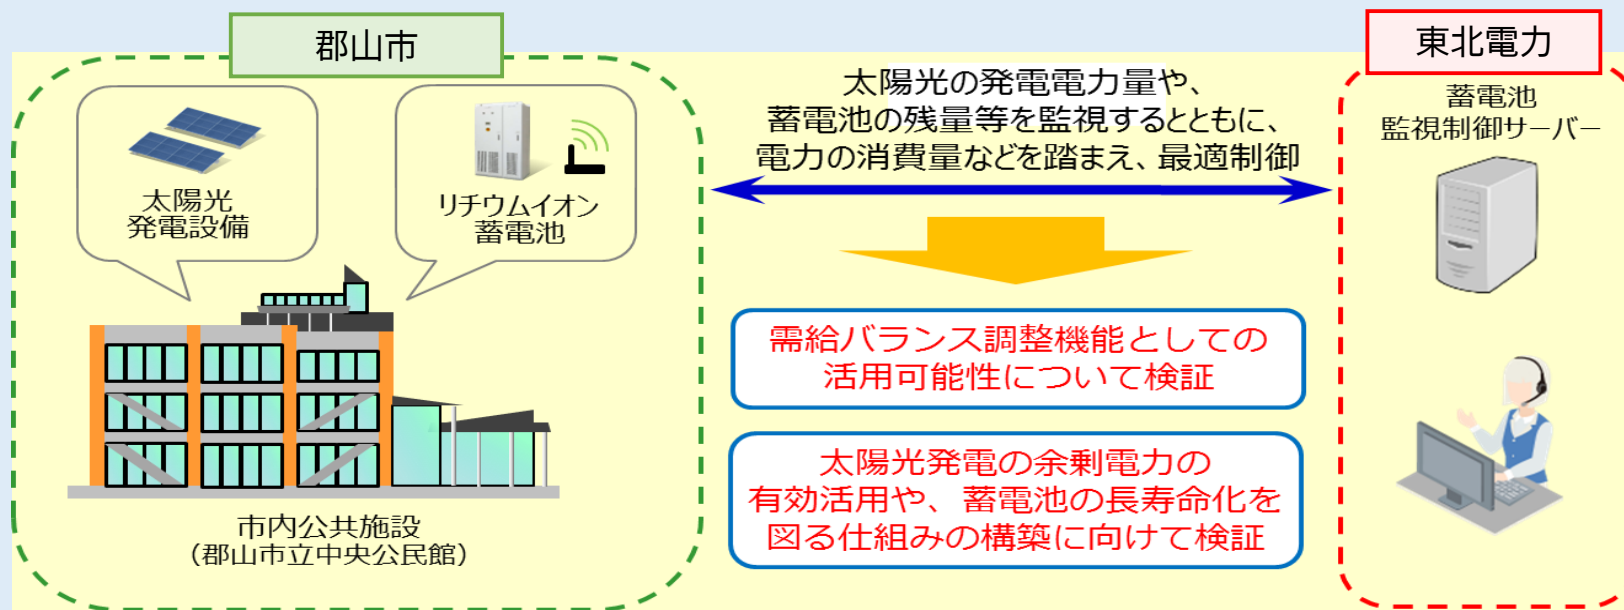 郡山市
太陽光
発電設備
リチウムイオン
蓄電池
市内公共施設
（郡山市立中央公民館）
太陽光の発電電力量や、
蓄電池の残量等を監視するとともに、
電力の消費量などを踏まえ、最適制御
需給バランス調整機能としての
活用可能性について検証
太陽光発電の余剰電力の
有効活用や、蓄電池の長寿命化を
図る仕組みの構築に向けて検証
東北電力
蓄電池
監視制御サーバー